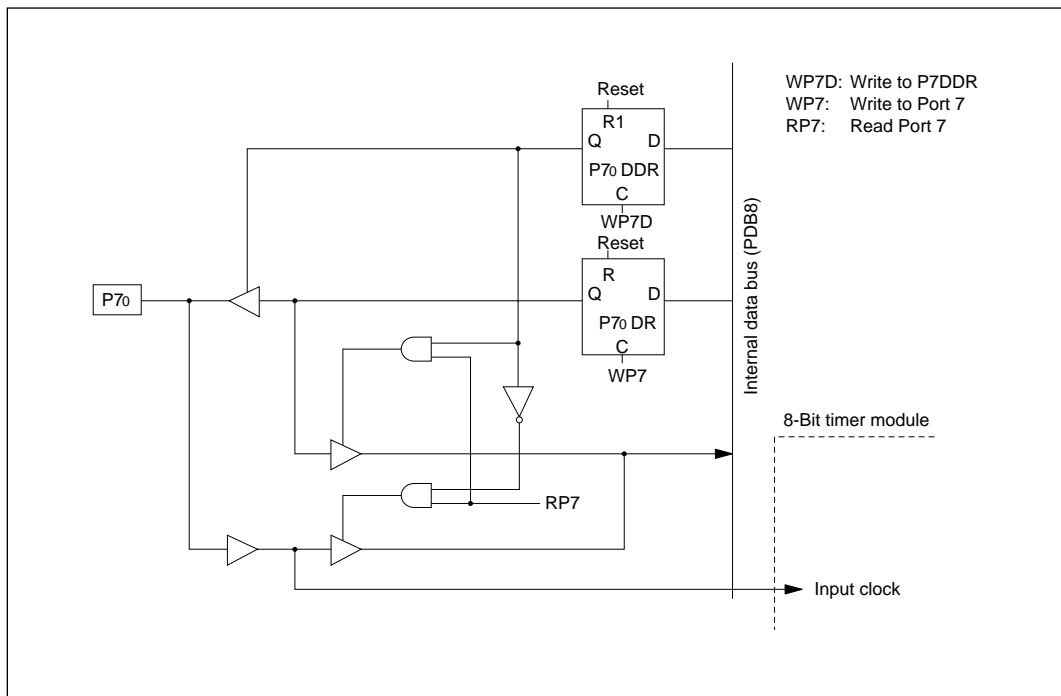 Reset
R1
Q D
P70 DDR
C
WP7D
Reset
R
Q D
P70 DR
C
WP7
P70
RP7
Internal data bus (PDB8)
WP7D: Write to P7DDR
WP7: Write to Port 7
RP7: Read Port 7
8-Bit timer module
Input clock